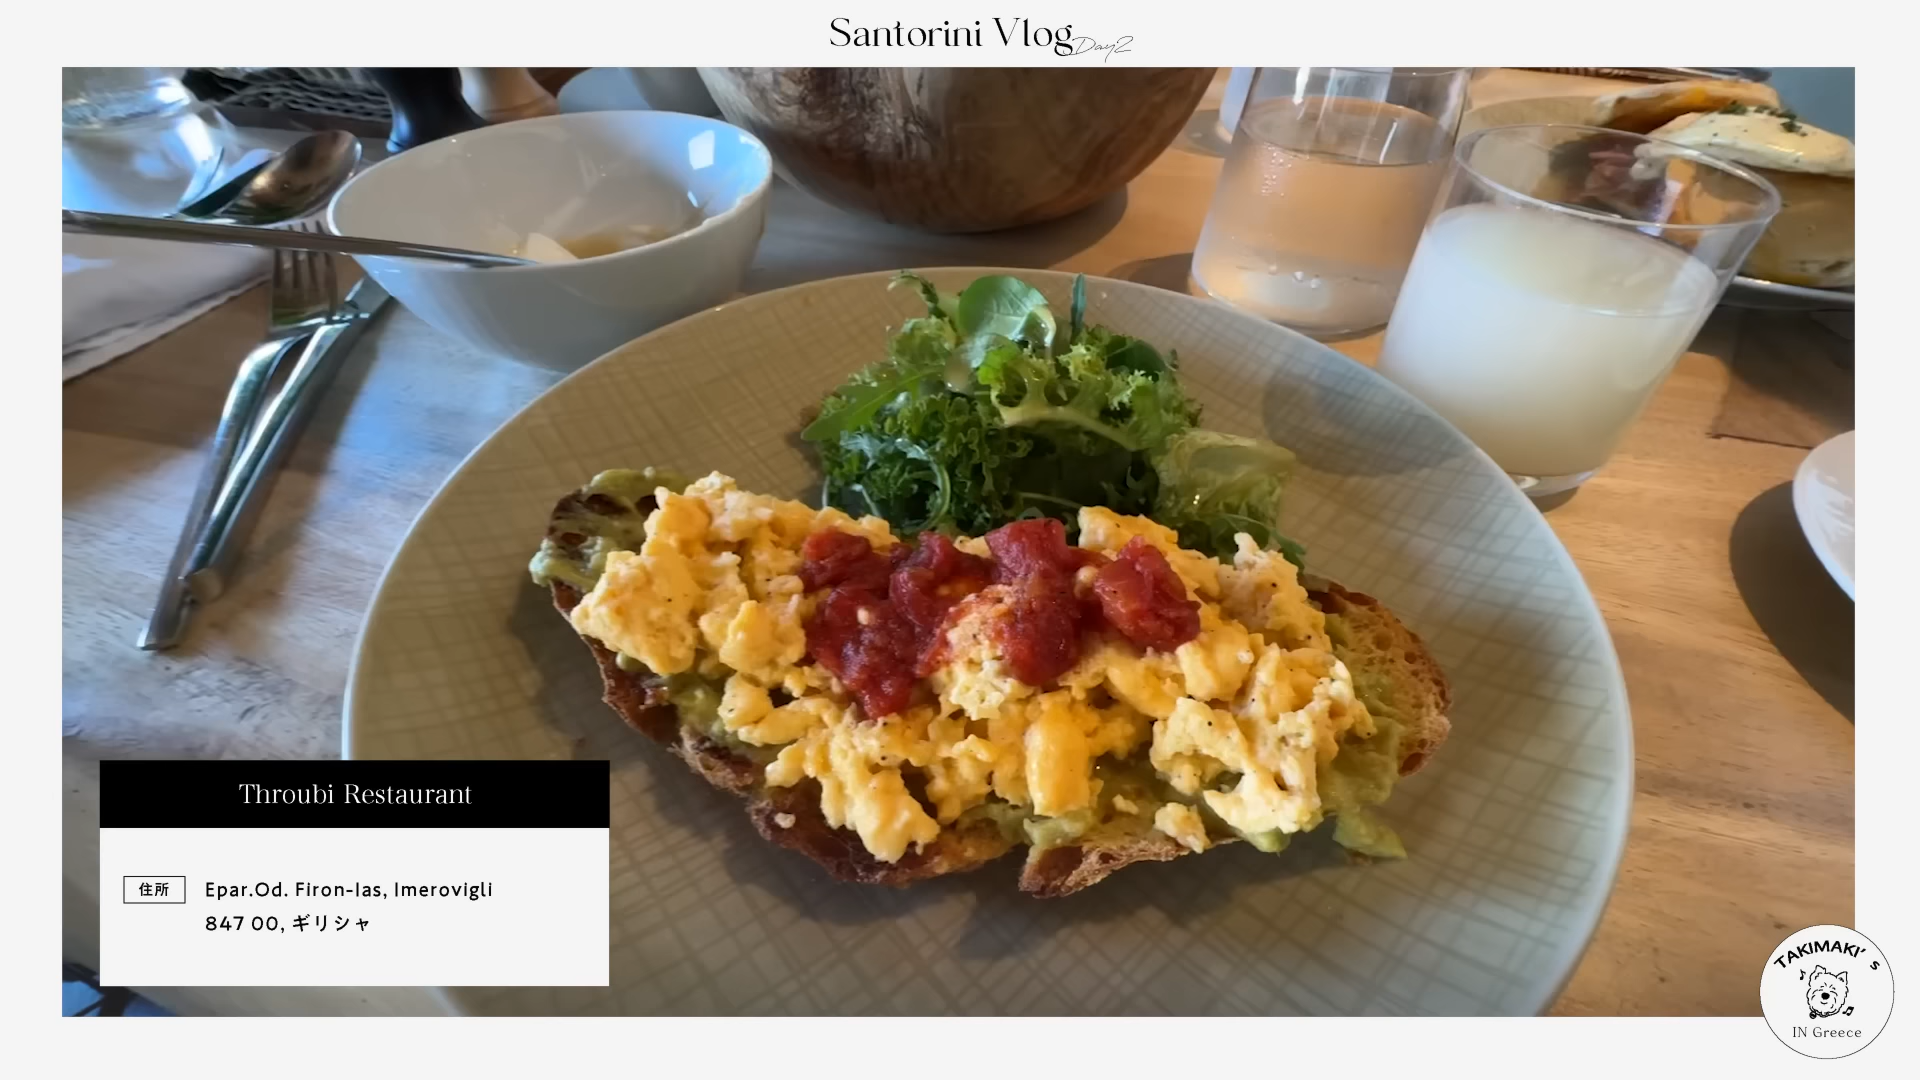 Santorini Vlog Day2
Throubi Restaurant
住所
Epar.Od. Firon-Ias, Imerovigli
847 00, ギリシャ
TAKIMAKI's
IN Greece